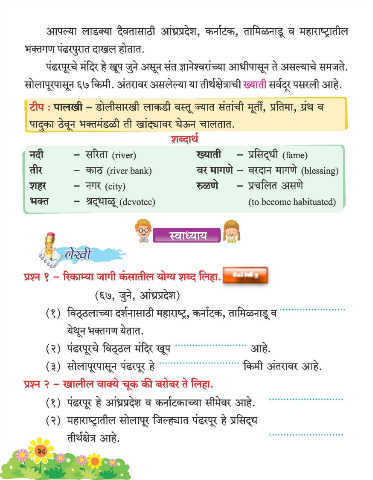 आपल्या लाडक्या दैवतासाठी आंध्रप्रदेश, कर्नाटक, तामिळनाडू व महाराष्ट्रातील
भक्तगण पंढरपुरात दाखल होतात.
पंढरपूरचे मंदिर हे खूप जुने असून संत ज्ञानेश्वरांच्या आधीपासून ते असल्याचे समजते.
सोलापूरपासून ६७ किमी. अंतरावर असलेल्या या तीर्थक्षेत्राची ख्याती सर्वदूर पसरली आहे.
टीप : पालखी – डोलीसारखी लाकडी वस्तू ज्यात संतांची मूर्ती, प्रतिमा, ग्रंथ व
पादुका ठेवून भक्तमंडळी ती खांद्यावर घेऊन चालतात.
शब्दार्थ
नदी – सरिता (river) ख्याती – प्रसिद्धी (fame)
तीर – काठ (river bank) वर मागणे – वरदान मागणे (blessing)
शहर – नगर (city) रुळणे – प्रचलित असणे
भक्त – श्रद्धाळू (devotee) (to become habituated)
स्वाध्याय
लेखी
प्रश्न १ – रिकाम्या जागी कंसातील योग्य शब्द लिहा.
(६७, जुने, आंध्रप्रदेश)
(१) विठ्ठलाच्या दर्शनासाठी महाराष्ट्र, कर्नाटक, तामिळनाडू व ....................
येथून भक्तगण येतात.
(२) पंढरपूरचे विठ्ठल मंदिर खूप ...................... आहे.
(३) सोलापूरपासून पंढरपूर हे ........................ किमी अंतरावर आहे.
प्रश्न २ – खालील वाक्ये चूक की बरोबर ते लिहा.
(१) पंढरपूर हे आंध्रप्रदेश व कर्नाटकाच्या सीमेवर आहे. ......................
(२) महाराष्ट्रातील सोलापूर जिल्ह्यात पंढरपूर हे प्रसिद्ध
तीर्थक्षेत्र आहे. ......................